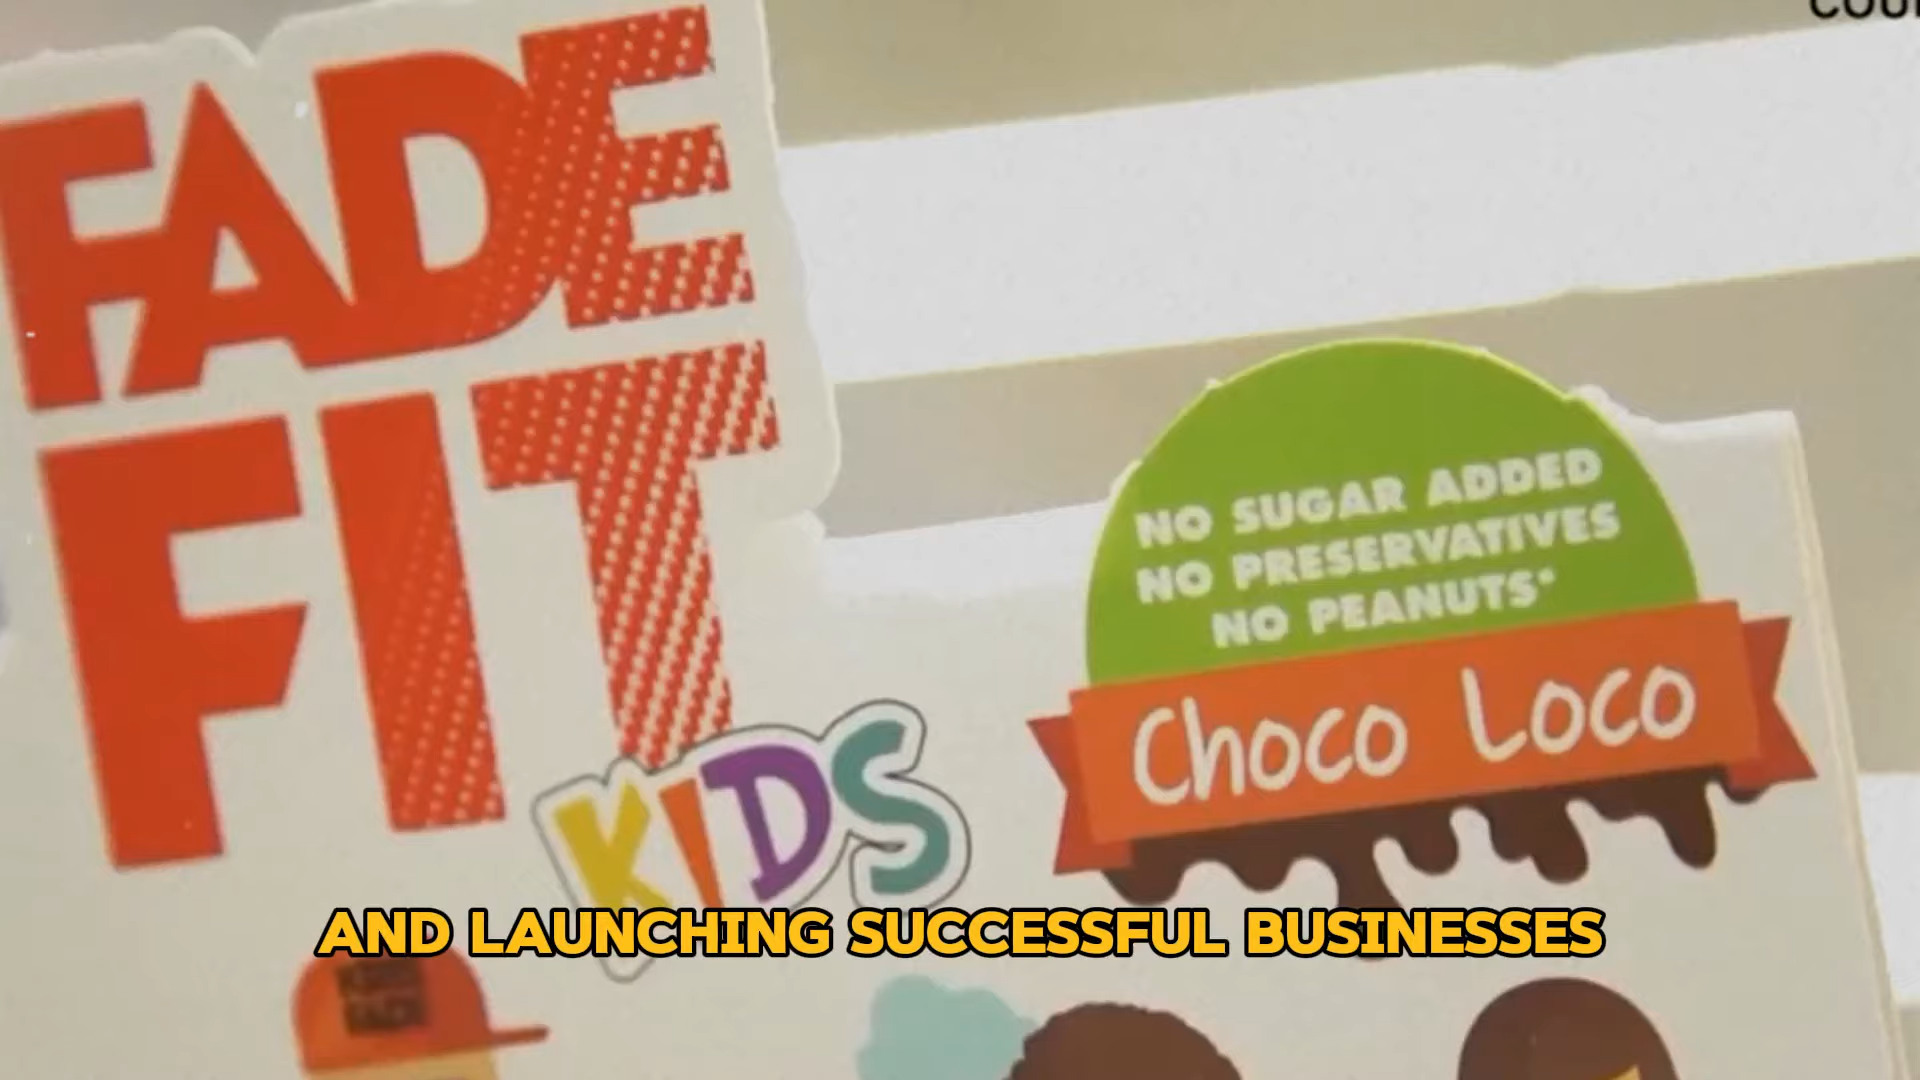 FADE
FIT
KIDS
NO SUGAR ADDED
NO PRESERVATIVES
NO PEANUTS*
Choco Loco
AND LAUNCHING SUCCESSFUL BUSINESSES